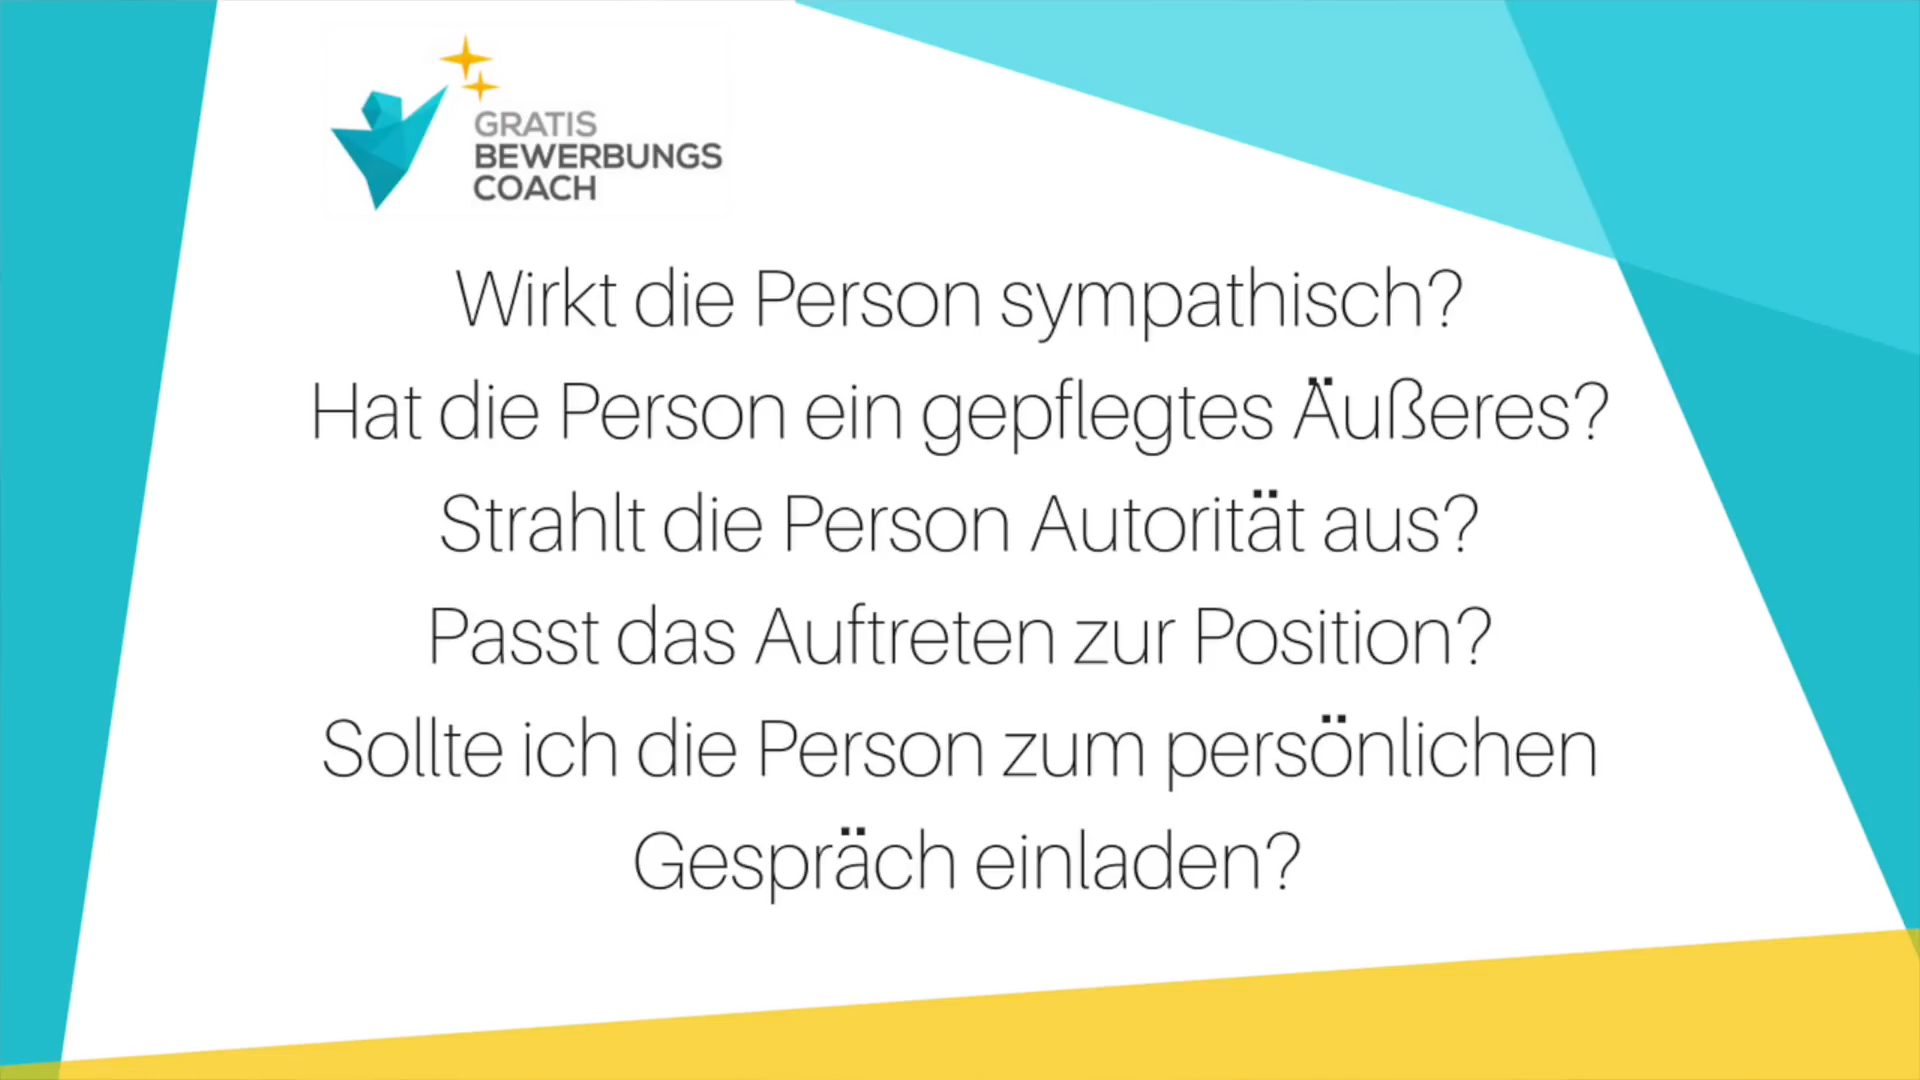 GRATIS
BEWERBUNGS
COACH
Wirkt die Person sympathisch?
Hat die Person ein gepflegtes Äußeres?
Strahlt die Person Autorität aus?
Passt das Auftreten zur Position?
Sollte ich die Person zum persönlichen
Gespräch einladen?